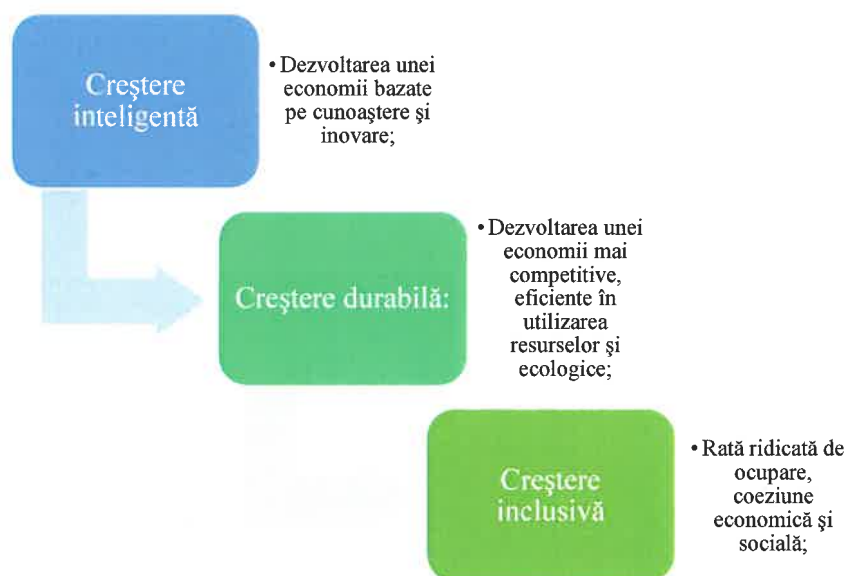 Creştere
inteligentă
• Dezvoltarea unei
economii bazate
pe cunoaştere şi
inovare;
Creştere durabilă:
• Dezvoltarea unei
economii mai
competitive,
eficiente în
utilizarea
resurselor şi
ecologice;
Creştere
inclusivă
• Rată ridicată de
ocupare,
coeziune
economică şi
socială;